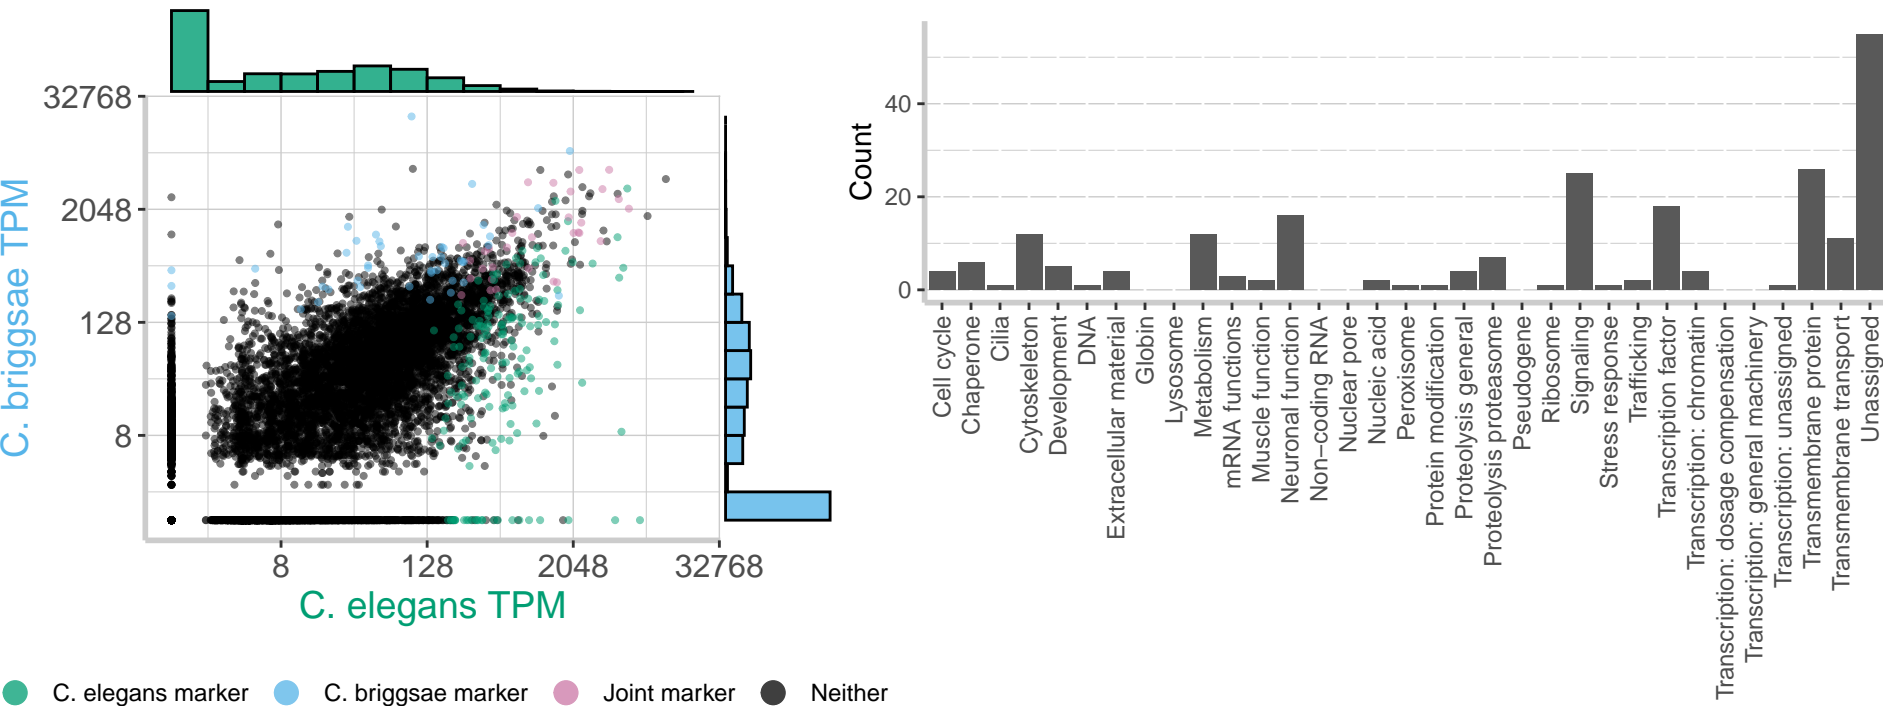 32768
2048
128
8
C. briggsae TPM
8
128
2048
32768
C. elegans TPM
C. elegans marker
C. briggsae marker
Joint marker
Neither
Count
40
20
0
Cell cycle
Chaperone
Cilia
Cytoskeleton
Development
DNA
Extracellular material
Globin
Lysosome
Metabolism
mRNA functions
Muscle function
Neuronal function
Non−coding RNA
Nuclear pore
Nucleic acid
Peroxisome
Protein modification
Proteolysis general
Proteolysis proteasome
Pseudogene
Ribosome
Signaling
Stress response
Trafficking
Transcription factor
Transcription: chromatin
Transcription: dosage compensation
Transcription: general machinery
Transcription: unassigned
Transmembrane protein
Transmembrane transport
Unassigned